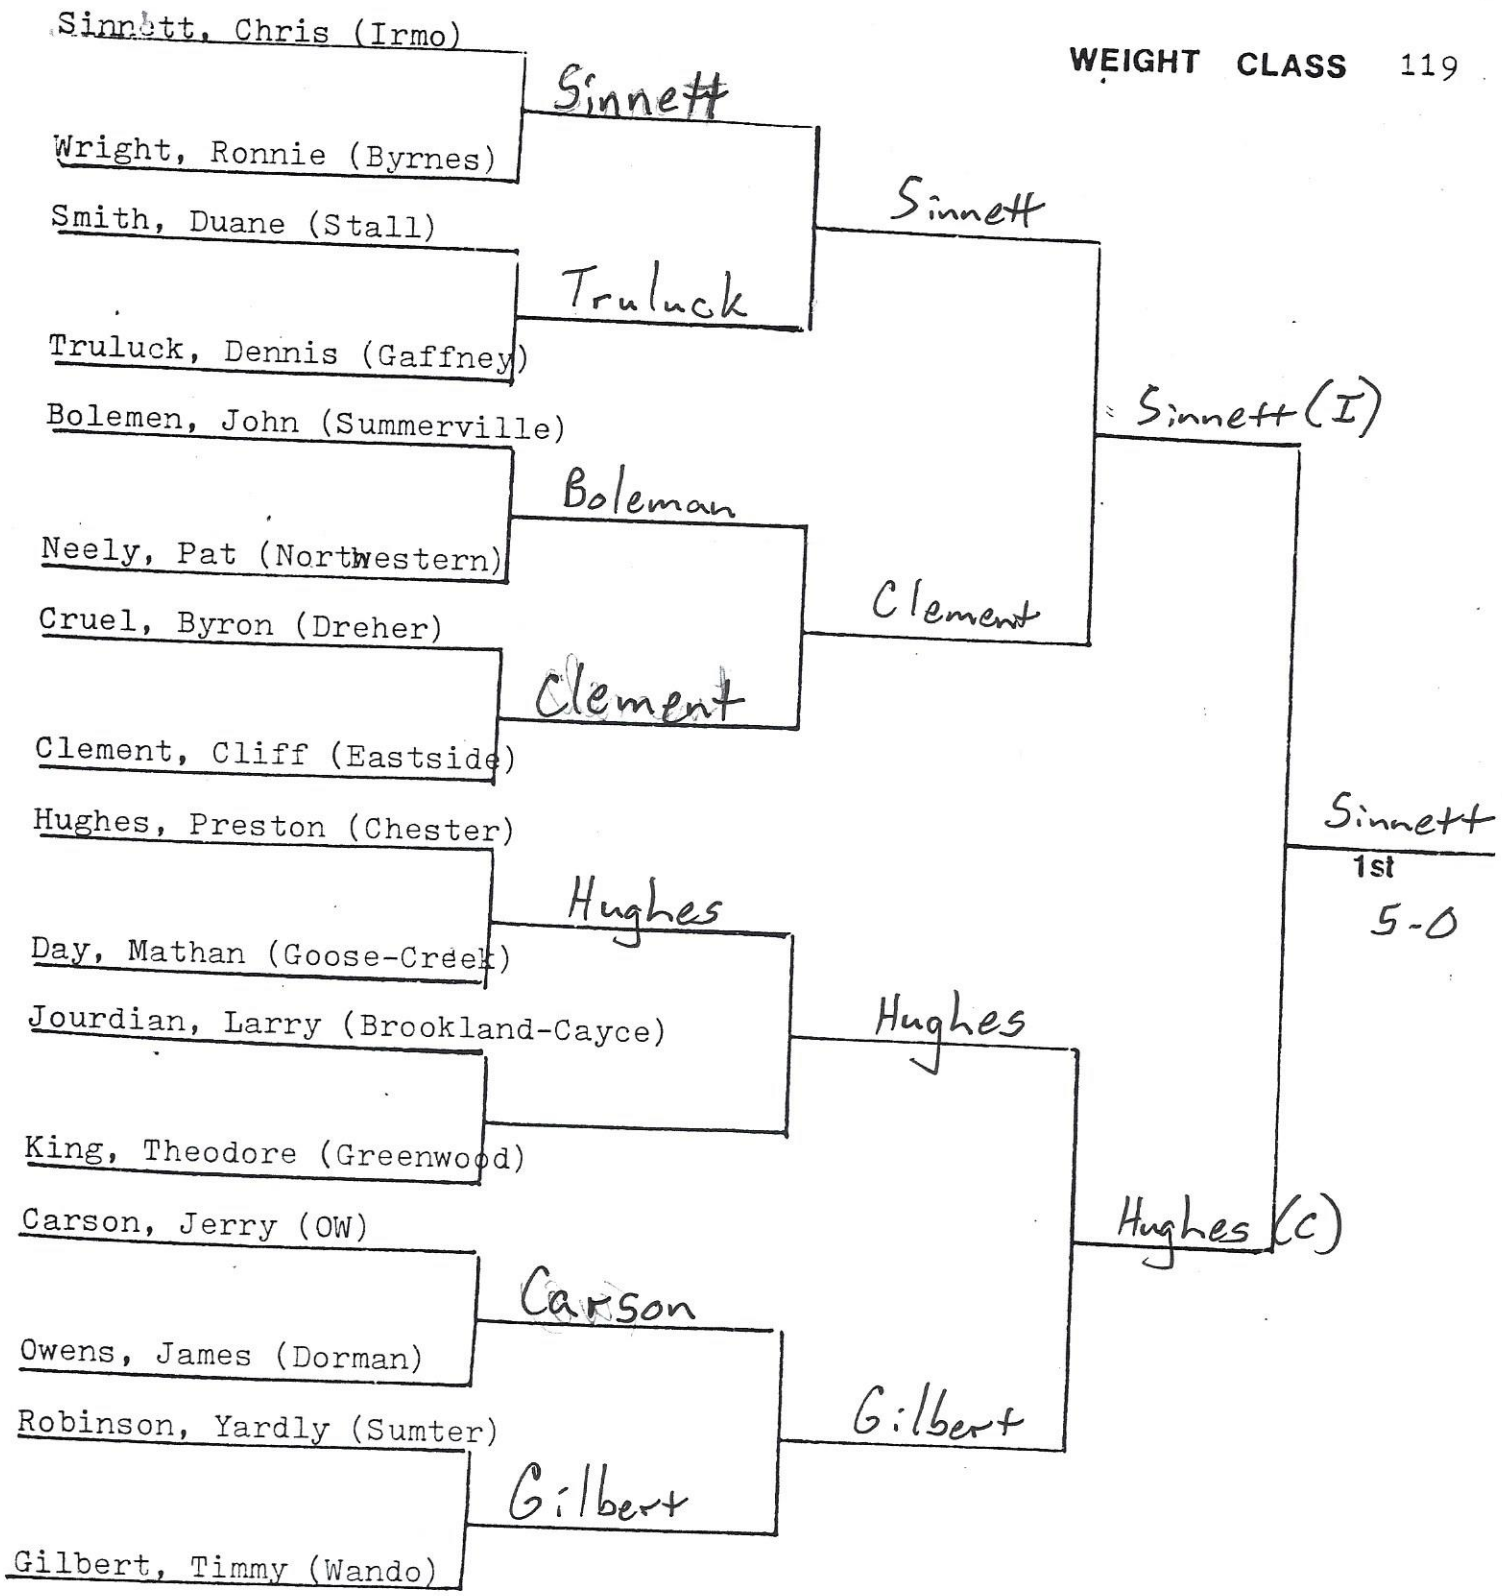 Sinnett, Chris (Irmo)
WEIGHT CLASS 119
Sinnett
Wright, Ronnie (Byrnes)
Sinnett
Smith, Duane (Stall)
Truluck
Truluck, Dennis (Gaffney)
Sinnett (I)
Bolemen, John (Summerville)
Boleman
Neely, Pat (Northwestern)
Clement
Cruel, Byron (Dreher)
Clement
Clement, Cliff (Eastside)
Sinnett
Hughes, Preston (Chester)
1st
Hughes
5-0
Day, Mathan (Goose-Creek)
Hughes
Jourdian, Larry (Brookland-Cayce)
King, Theodore (Greenwood)
Hughes (C)
Carson, Jerry (OW)
Carson
Owens, James (Dorman)
Gilbert
Robinson, Yardly (Sumter)
Gilbert
Gilbert, Timmy (Wando)